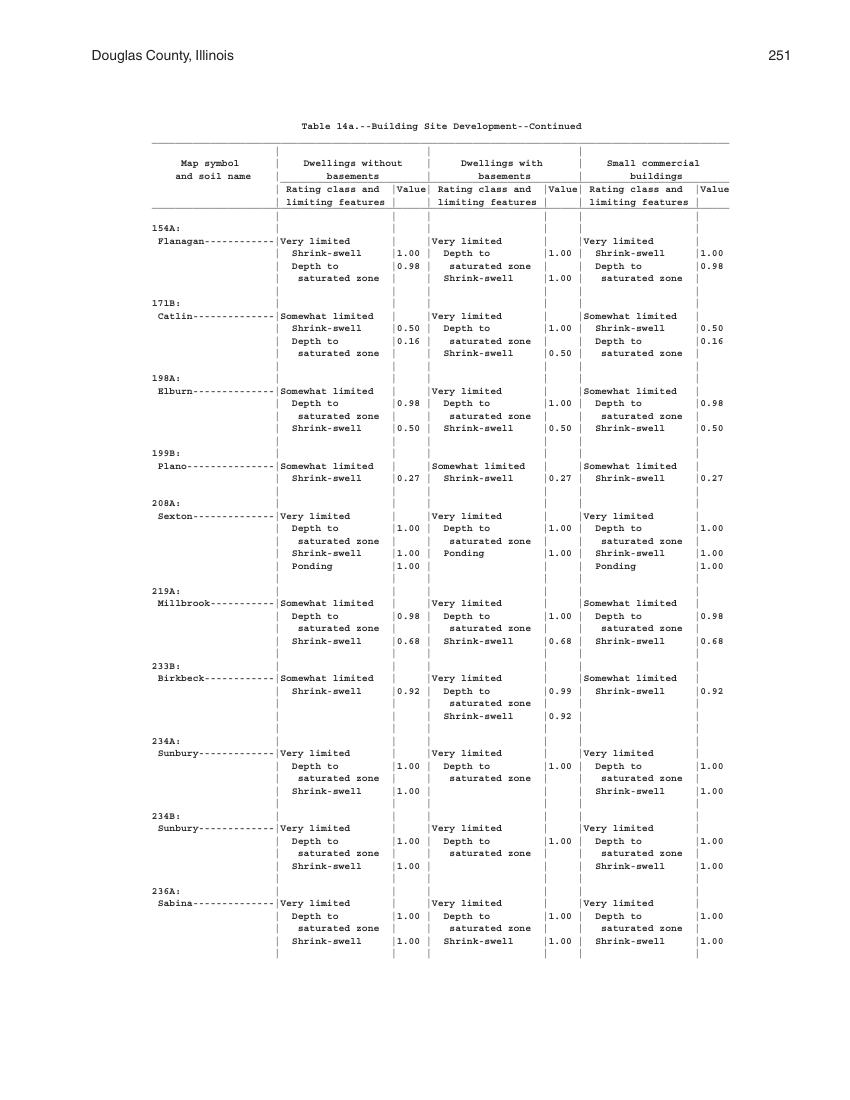 Douglas County, Illinois 251
Table 14a.--Building Site Development--Continued
Map symbol | Dwellings without | Dwellings with | Small commercial
and soil name | basements | basements | buildings
| Rating class and |Value| Rating class and |Value| Rating class and |Value
| limiting features | | limiting features | | limiting features |
154A:
Flanagan------------|Very limited | |Very limited | |Very limited |
| Shrink-swell |1.00 | Depth to |1.00 | Shrink-swell |1.00
| Depth to |0.98 | saturated zone | | Depth to |0.98
| saturated zone | | Shrink-swell |1.00 | saturated zone |
171B:
Catlin--------------|Somewhat limited | |Very limited | |Somewhat limited |
| Shrink-swell |0.50 | Depth to |1.00 | Shrink-swell |0.50
| Depth to |0.16 | saturated zone | | Depth to |0.16
| saturated zone | | Shrink-swell |0.50 | saturated zone |
198A:
Elburn--------------|Somewhat limited | |Very limited | |Somewhat limited |
| Depth to |0.98 | Depth to |1.00 | Depth to |0.98
| saturated zone | | saturated zone | | saturated zone |
| Shrink-swell |0.50 | Shrink-swell |0.50 | Shrink-swell |0.50
199B:
Plano---------------|Somewhat limited | |Somewhat limited | |Somewhat limited |
| Shrink-swell |0.27 | Shrink-swell |0.27 | Shrink-swell |0.27
208A:
Sexton--------------|Very limited | |Very limited | |Very limited |
| Depth to |1.00 | Depth to |1.00 | Depth to |1.00
| saturated zone | | saturated zone | | saturated zone |
| Shrink-swell |1.00 | Ponding |1.00 | Shrink-swell |1.00
| Ponding |1.00 | | | Ponding |1.00
219A:
Millbrook-----------|Somewhat limited | |Very limited | |Somewhat limited |
| Depth to |0.98 | Depth to |1.00 | Depth to |0.98
| saturated zone | | saturated zone | | saturated zone |
| Shrink-swell |0.68 | Shrink-swell |0.68 | Shrink-swell |0.68
233B:
Birkbeck------------|Somewhat limited | |Very limited | |Somewhat limited |
| Shrink-swell |0.92 | Depth to |0.99 | Shrink-swell |0.92
| | | saturated zone | | |
| | | Shrink-swell |0.92 | |
234A:
Sunbury-------------|Very limited | |Very limited | |Very limited |
| Depth to |1.00 | Depth to |1.00 | Depth to |1.00
| saturated zone | | saturated zone | | saturated zone |
| Shrink-swell |1.00 | | | Shrink-swell |1.00
234B:
Sunbury-------------|Very limited | |Very limited | |Very limited |
| Depth to |1.00 | Depth to |1.00 | Depth to |1.00
| saturated zone | | saturated zone | | saturated zone |
| Shrink-swell |1.00 | | | Shrink-swell |1.00
236A:
Sabina--------------|Very limited | |Very limited | |Very limited |
| Depth to |1.00 | Depth to |1.00 | Depth to |1.00
| saturated zone | | saturated zone | | saturated zone |
| Shrink-swell |1.00 | Shrink-swell |1.00 | Shrink-swell |1.00